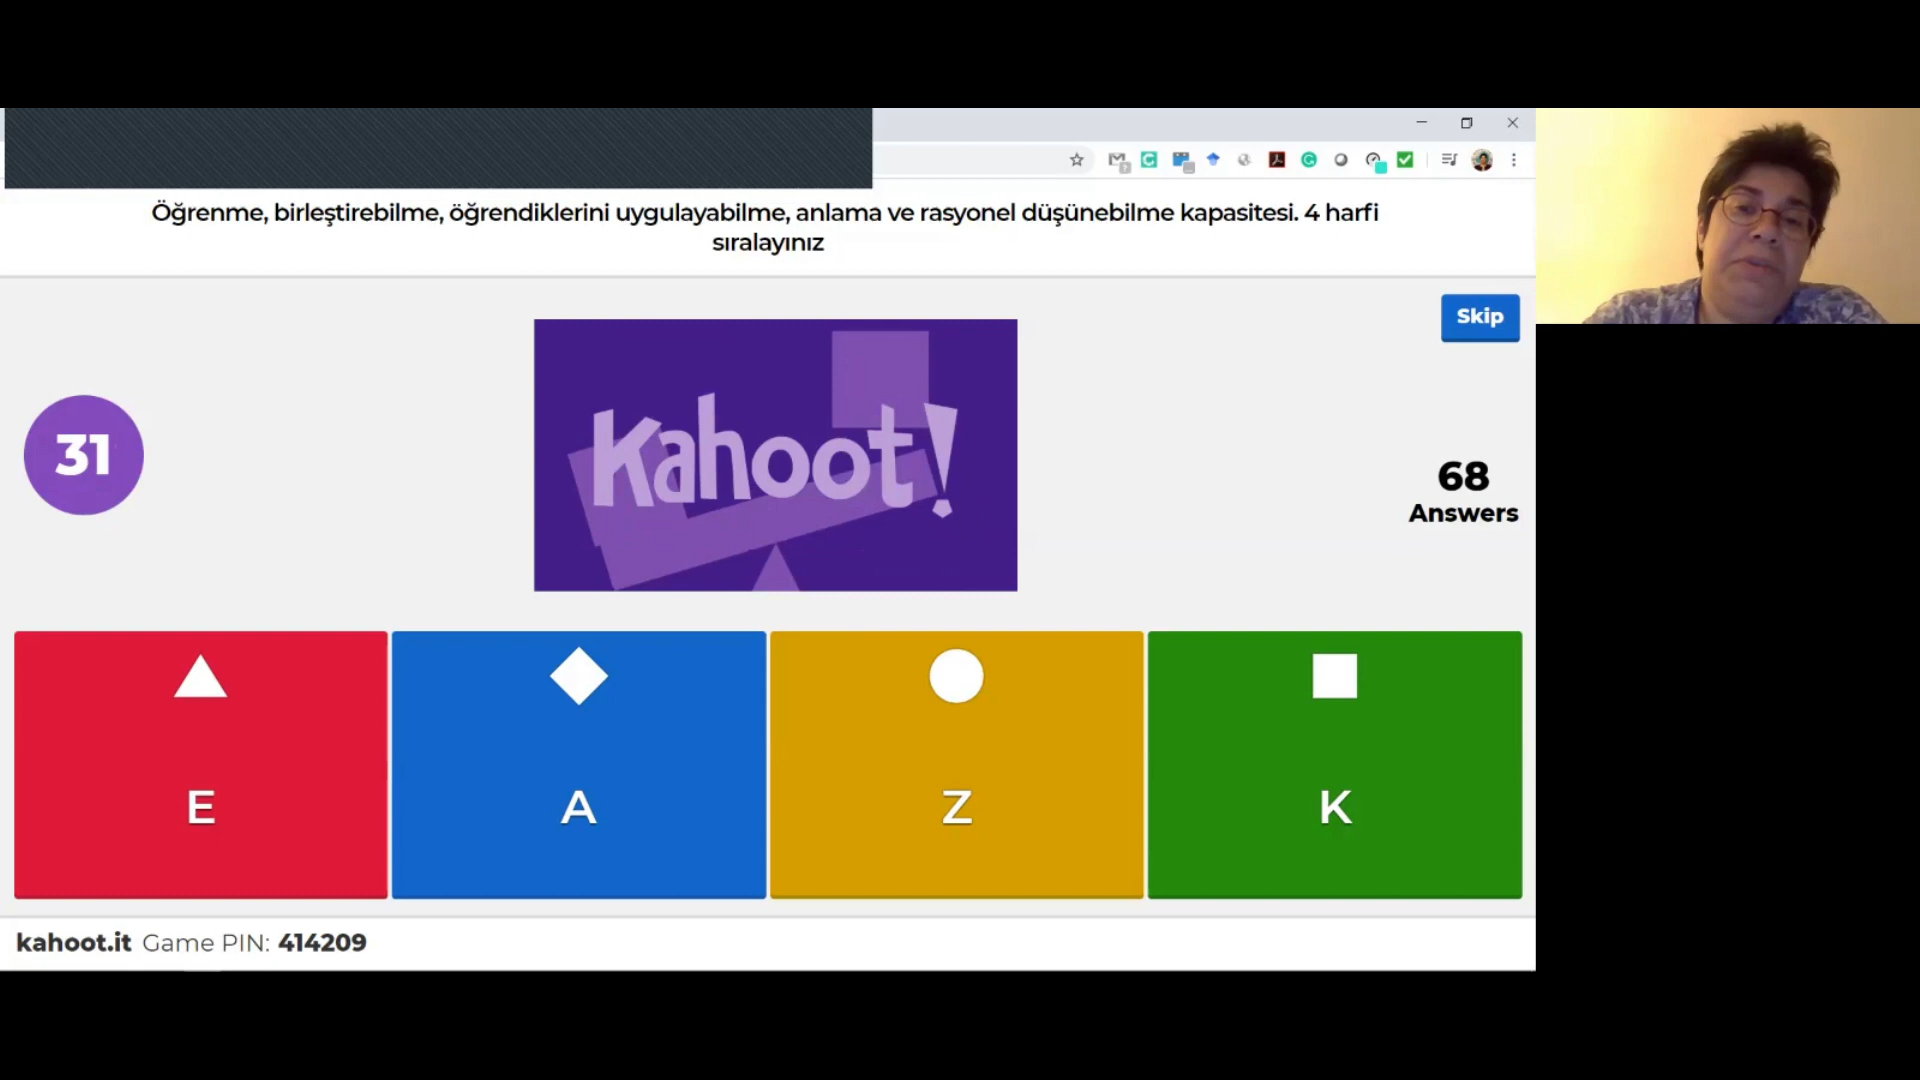 Öğrenme, birleştirebilme, öğrendiklerini uygulayabilme, anlama ve rasyonel düşünebilme kapasitesi. 4 harfi
sıralayınız
Skip
31
Kahoot!
68
Answers
E
A
Z
K
kahoot.it Game PIN: 414209